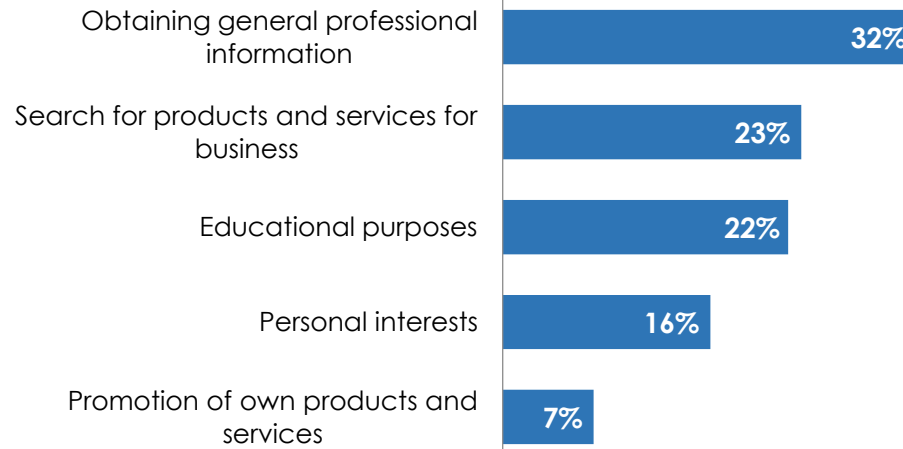 Obtaining general professional
information
32%
Search for products and services for
business
23%
Educational purposes
22%
Personal interests
16%
Promotion of own products and
services
7%